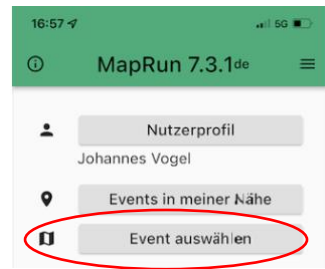 16:57 5G
MapRun 7.3.1de
Nutzerprofil
Johannes Vogel
Events in meiner Nähe
Event auswählen